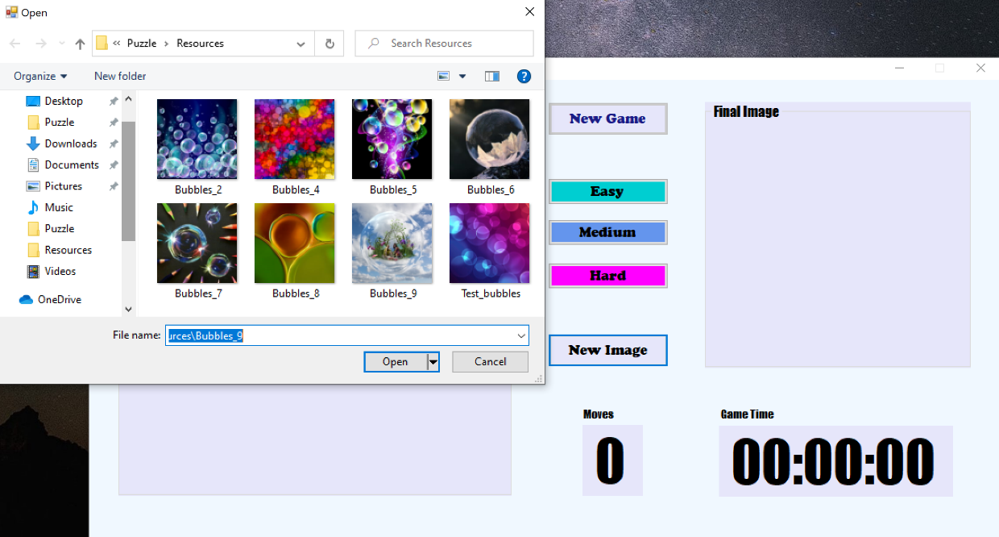 Open
« Puzzle › Resources
Search Resources
Organize
New folder
?
Desktop
Puzzle
Downloads
Documents
Pictures
Music
Puzzle
Resources
Videos
OneDrive
Bubbles_2 Bubbles_4 Bubbles_5 Bubbles_6
Bubbles_7 Bubbles_8 Bubbles_9 Test_bubbles
File name: urces\Bubbles_9
Open Cancel
New Game
Easy
Medium
Hard
New Image
Final Image
Moves
0
Game Time
00:00:00